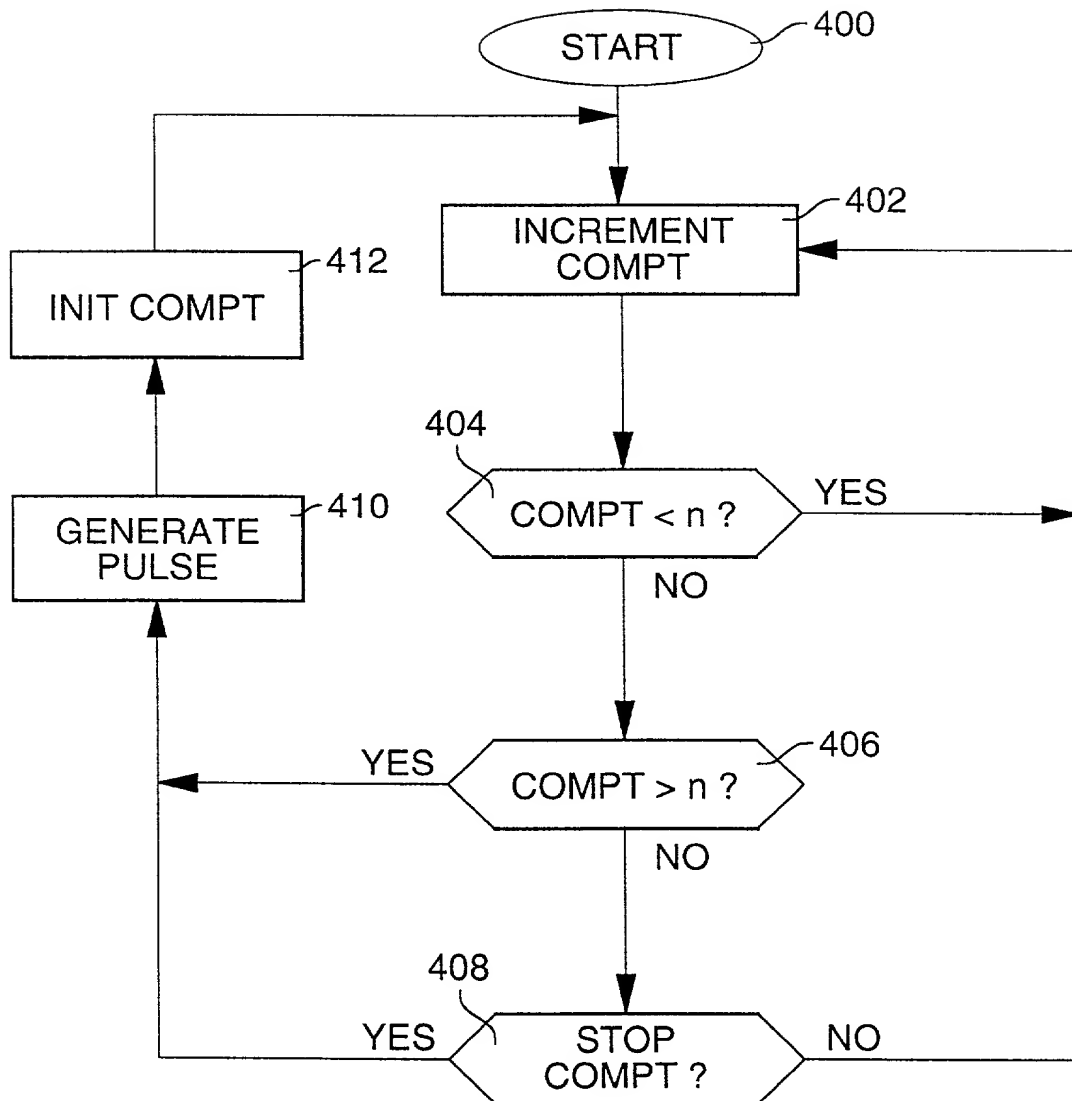 START
400
INCREMENT
COMPT
402
412
INIT COMPT
404
COMPT < n ?
YES
NO
410
GENERATE
PULSE
406
COMPT > n ?
YES
NO
408
STOP
COMPT ?
YES
NO